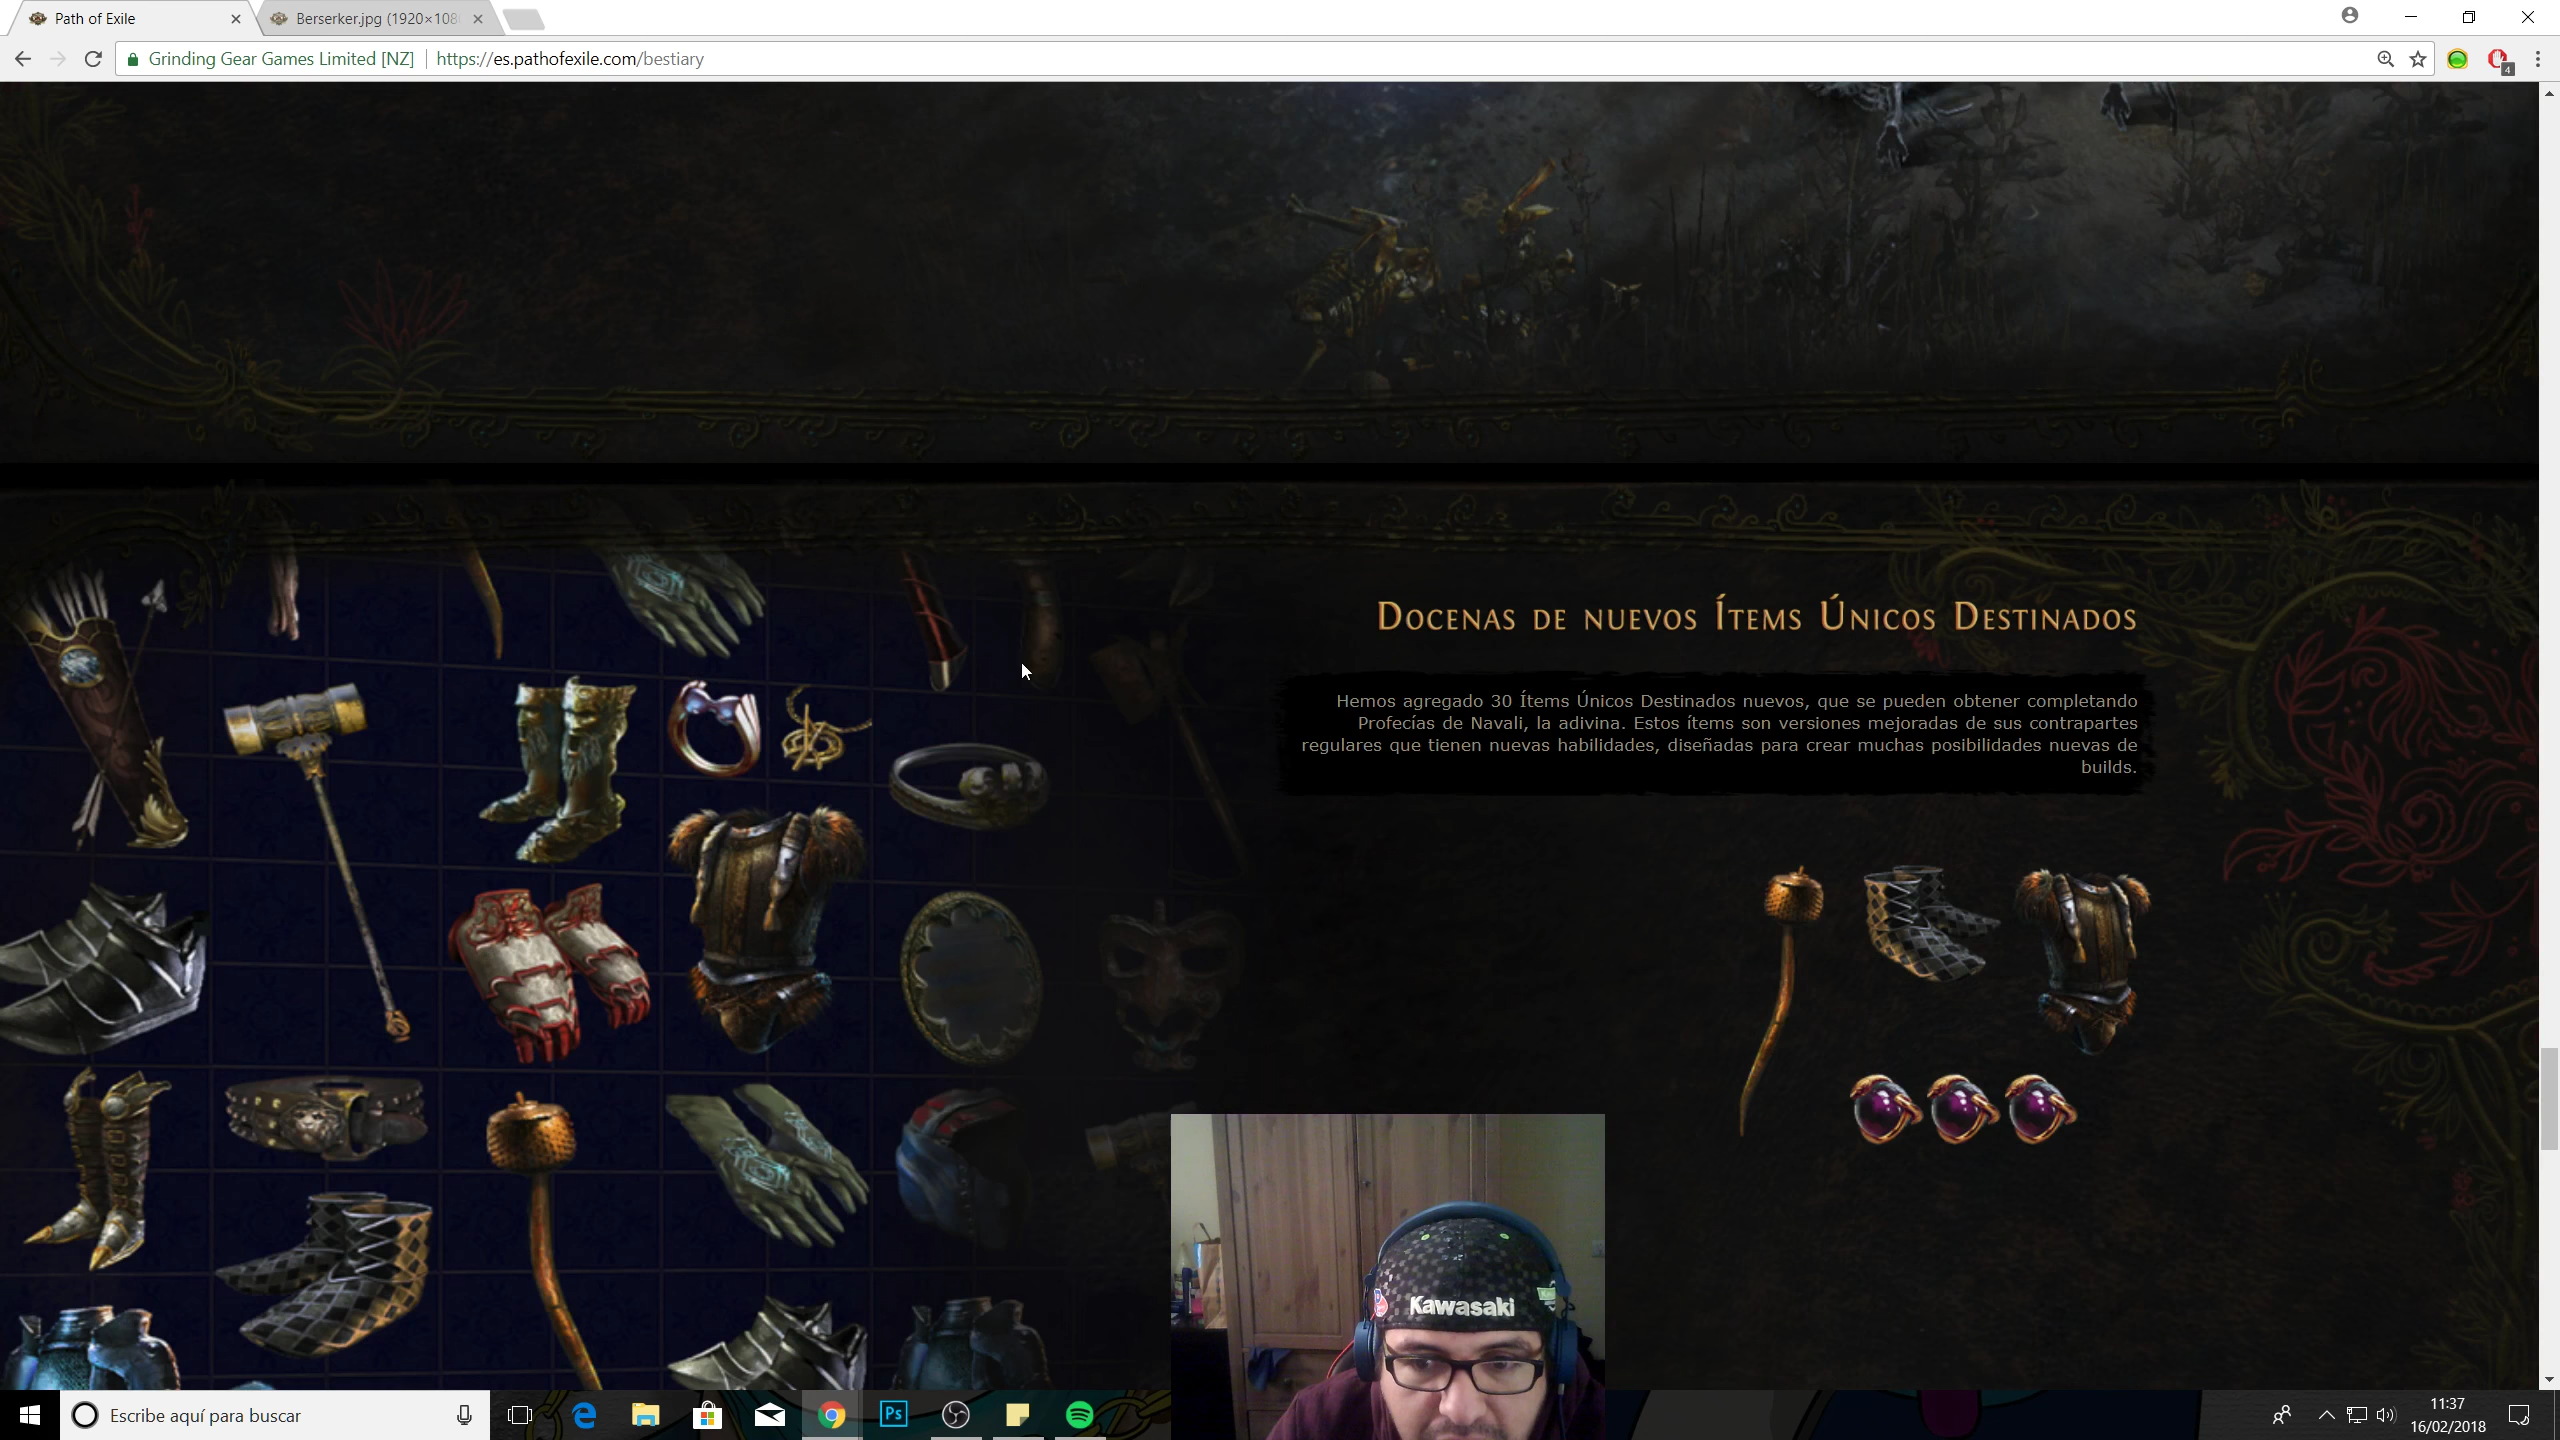 Path of Exile
Berserker.jpg (1920×108
Grinding Gear Games Limited [NZ]
https://es.pathofexile.com/bestiary
4
Docenas de nuevos Ítems Únicos Destinados
Hemos agregado 30 Ítems Únicos Destinados nuevos, que se pueden obtener completando
Profecías de Navali, la adivina. Estos ítems son versiones mejoradas de sus contrapartes
regulares que tienen nuevas habilidades, diseñadas para crear muchas posibilidades nuevas de
builds.
Kawasaki
Escribe aquí para buscar
Ps
11:37
16/02/2018